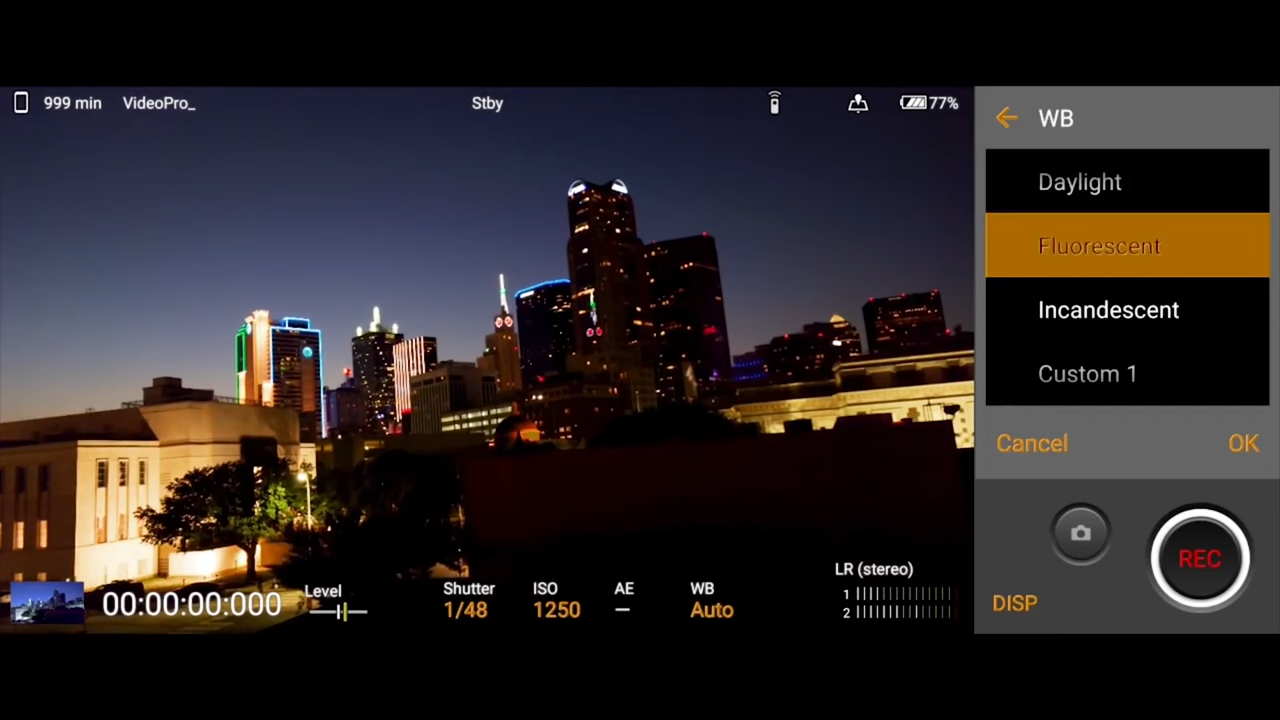 999 min VideoPro_ Stby 77%
WB
Daylight
Fluorescent
Incandescent
Custom 1
Cancel OK
REC
DISP
00:00:00:000
Level
Shutter ISO AE WB
1/48 1250 – Auto
LR (stereo)
1
2